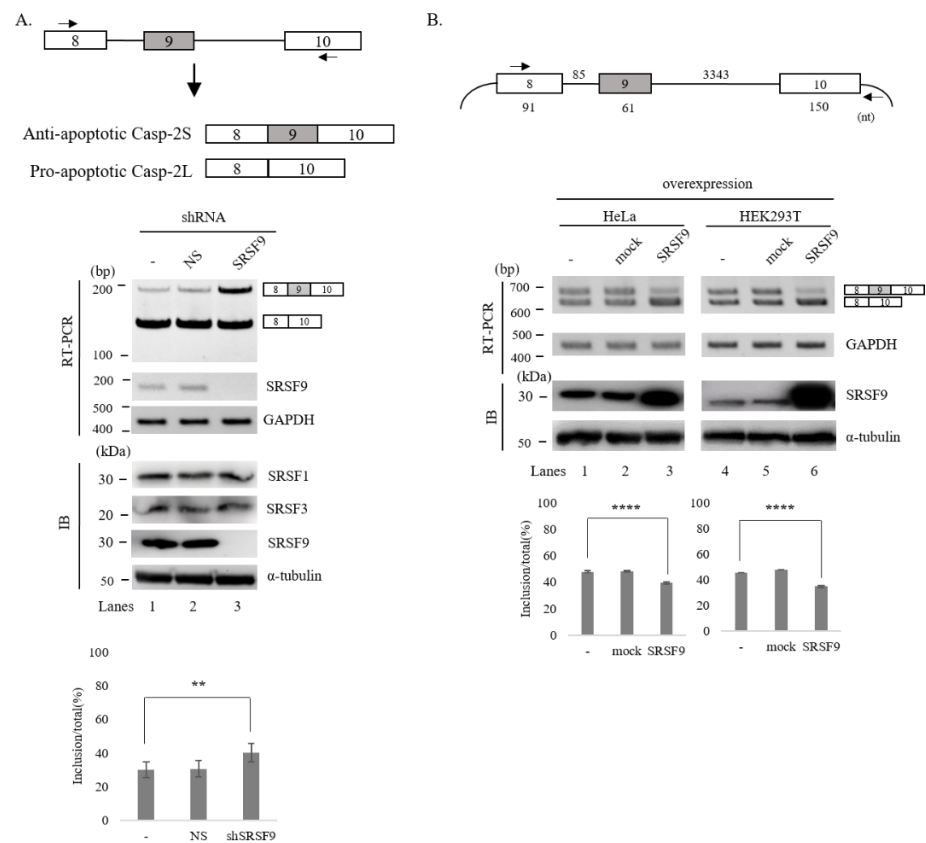 A.
8 9 10
Anti-apoptotic Casp-2S 8 9 10
Pro-apoptotic Casp-2L 8 10
shRNA
- NS SRSF9
(bp)
200 8 9 10
8 10
100
RT-PCR
200 SRSF9
500
400 GAPDH
(kDa)
30 SRSF1
20 SRSF3
IB
30 SRSF9
50 α-tubulin
Lanes 1 2 3
100
80
60
40
20
0
Inclusion/total(%)
**
- NS shSRSF9
B.
85 3343
8 9 10
91 61 150 (nt)
overexpression
HeLa HEK293T
- mock SRSF9 - mock SRSF9
(bp)
700 8 9 10
600 8 10
RT-PCR
500
400 GAPDH
(kDa)
30 SRSF9
IB
50 α-tubulin
Lanes 1 2 3 4 5 6
100 100
80 80
60 60
40 40
20 20
0 0
Inclusion/total(%)
**** ****
- mock SRSF9 - mock SRSF9